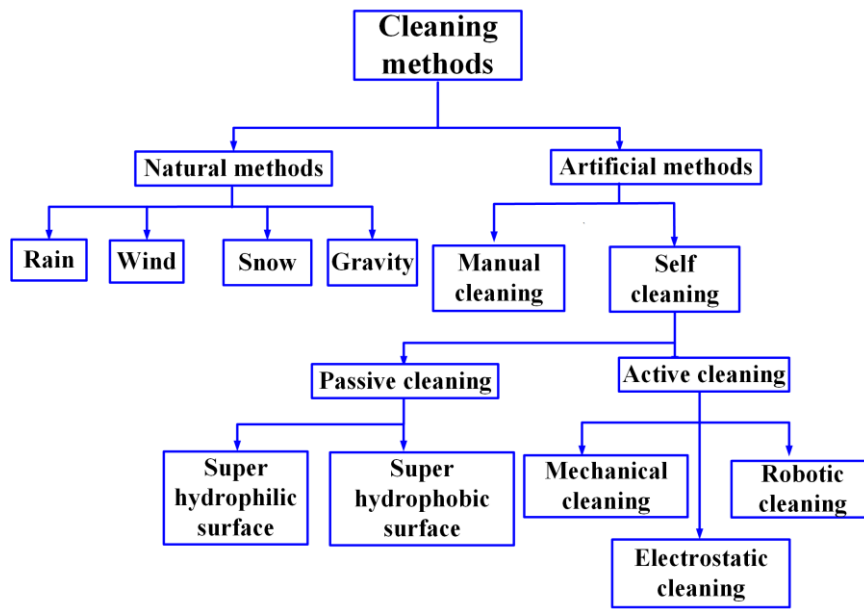 Cleaning
methods
Natural methods
Artificial methods
Rain
Wind
Snow
Gravity
Manual
cleaning
Self
cleaning
Passive cleaning
Active cleaning
Super
hydrophilic
surface
Super
hydrophobic
surface
Mechanical
cleaning
Robotic
cleaning
Electrostatic
cleaning